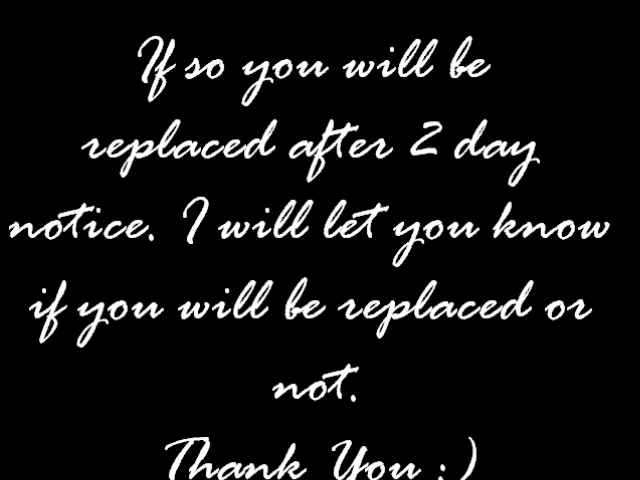 If so you will be
replaced after 2 day
notice. I will let you know
if you will be replaced or
not.
Thank You :)